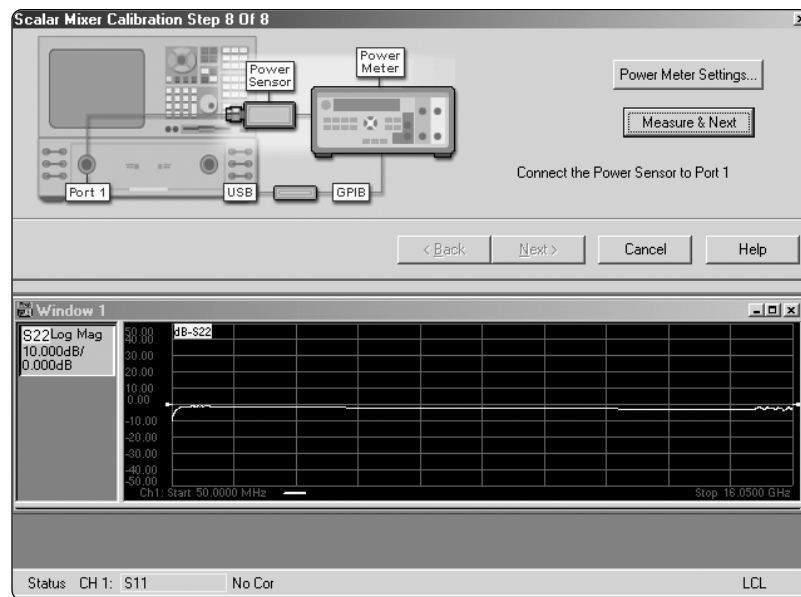 Scalar Mixer Calibration Step 8 Of 8
Power Sensor
Power Meter
Port 1
USB
GPIB
Power Meter Settings...
Measure & Next
Connect the Power Sensor to Port 1
< Back
Next >
Cancel
Help
Window 1
S22 Log Mag
10.000dB/
0.000dB
dB-S22
50.00
40.00
30.00
20.00
10.00
0.00
-10.00
-20.00
-30.00
-40.00
-50.00
Ch1: Start 50.0000 MHz
Stop 16.0500 GHz
Status CH 1: S11 No Cor LCL